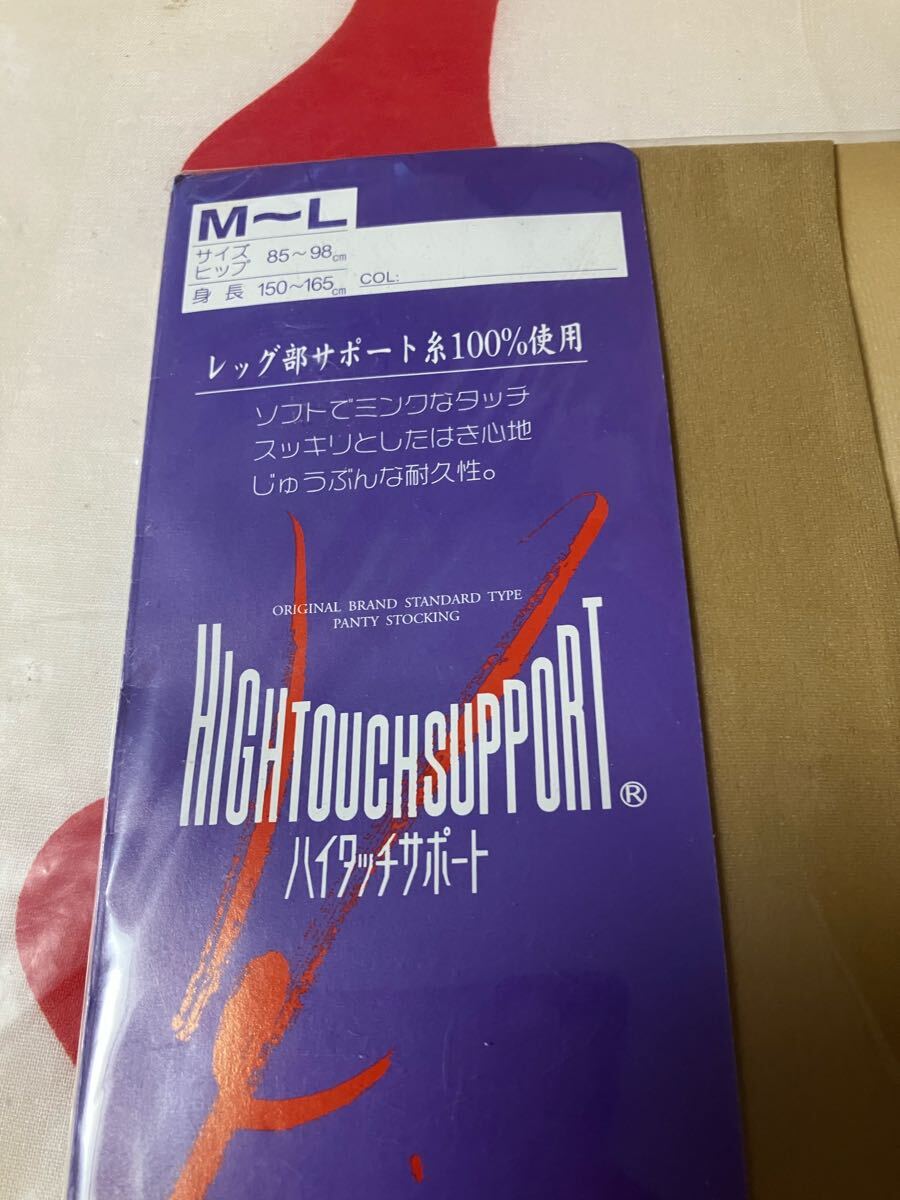 M～L
サイズ
ヒップ 85～98cm
身長 150～165cm
COL:
レッグ部サポート糸100%使用
ソフトでミンクなタッチ
スッキリとしたはき心地
じゅうぶんな耐久性。
ORIGINAL BRAND STANDARD TYPE
PANTY STOCKING
HIGHTOUCHSUPPORT®
ハイタッチサポート